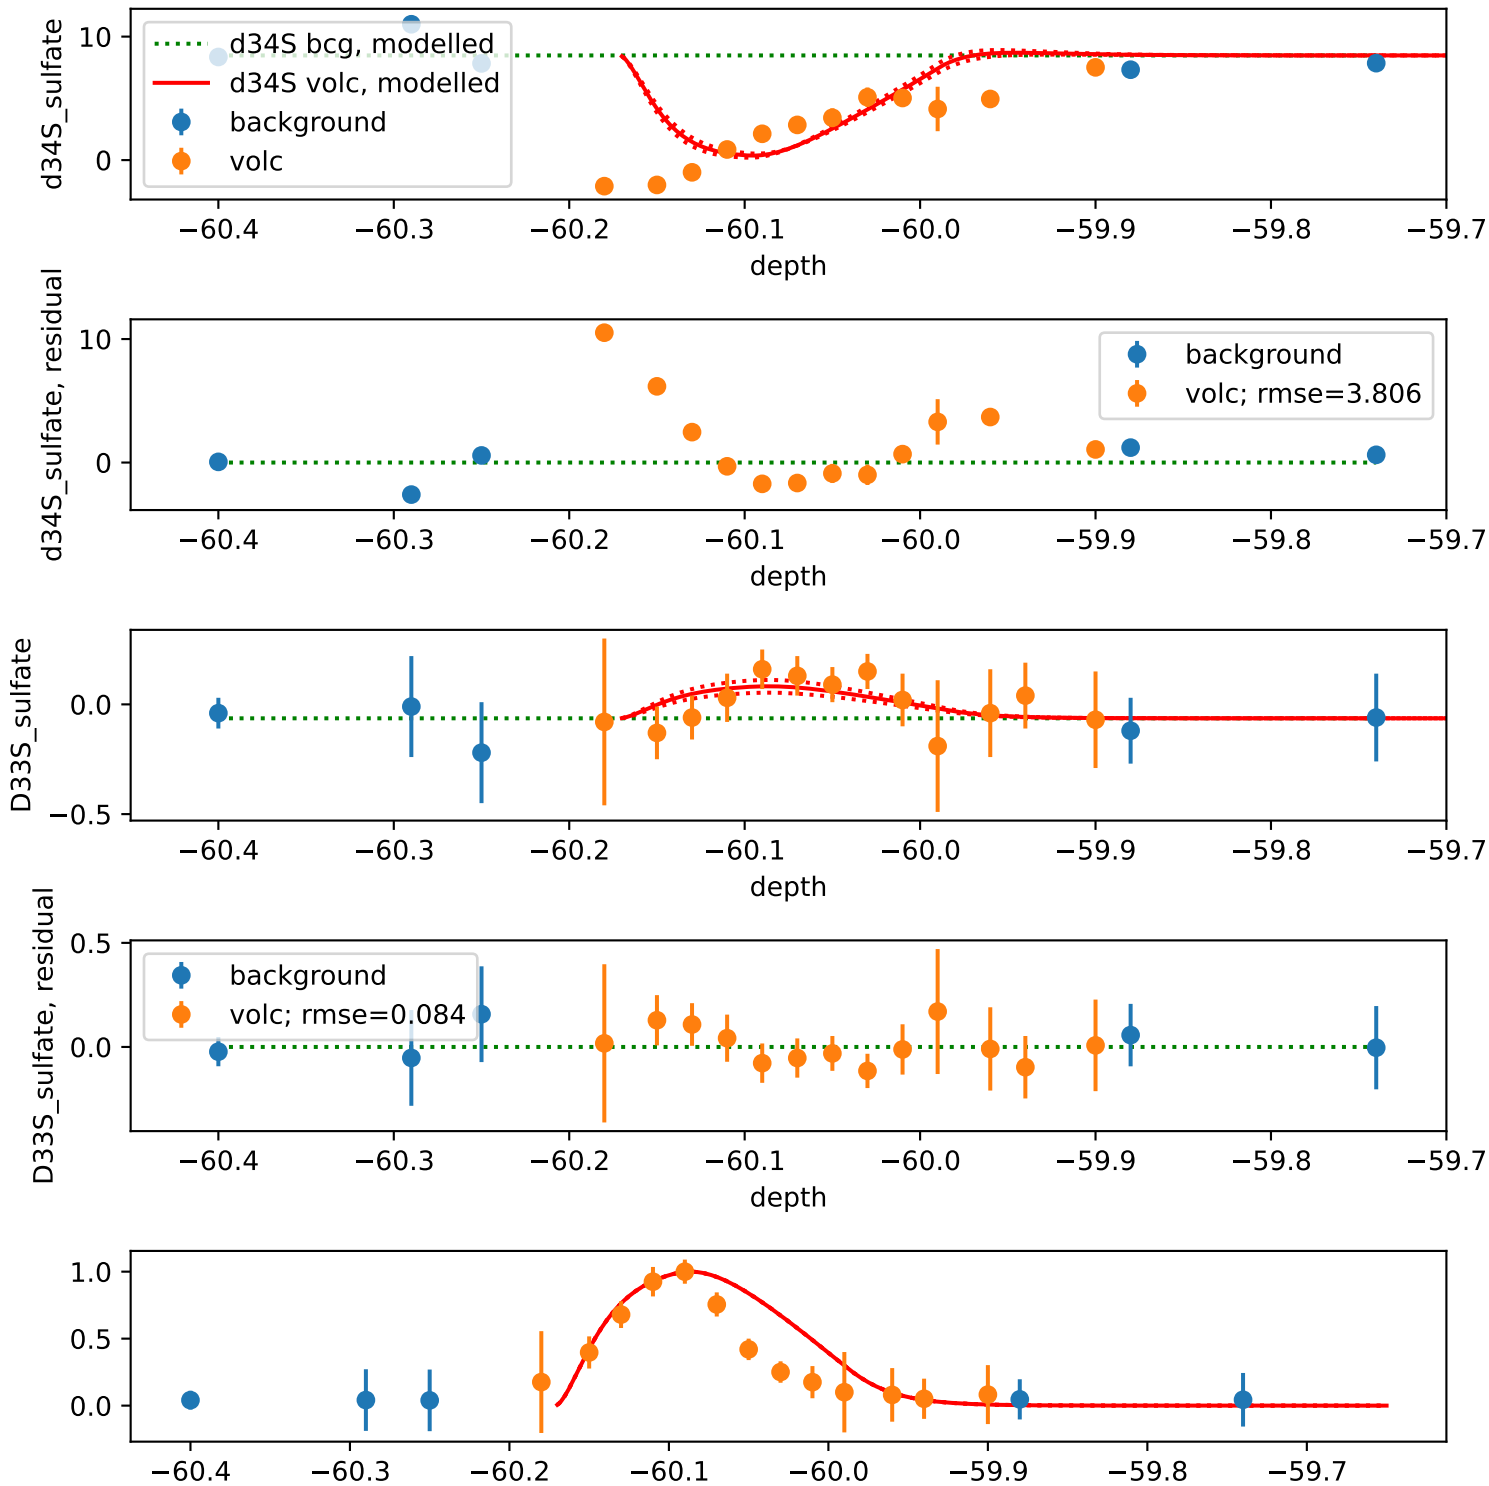 d34S_sulfate
10
0
d34S bcg, modelled
d34S volc, modelled
background
volc
−60.4 −60.3 −60.2 −60.1 −60.0 −59.9 −59.8 −59.7
depth
d34S_sulfate, residual
10
0
background
volc; rmse=3.806
−60.4 −60.3 −60.2 −60.1 −60.0 −59.9 −59.8 −59.7
depth
D33S_sulfate
0.0
−0.5
−60.4 −60.3 −60.2 −60.1 −60.0 −59.9 −59.8 −59.7
depth
D33S_sulfate, residual
0.5
0.0
background
volc; rmse=0.084
−60.4 −60.3 −60.2 −60.1 −60.0 −59.9 −59.8 −59.7
depth
1.0
0.5
0.0
−60.4 −60.3 −60.2 −60.1 −60.0 −59.9 −59.8 −59.7